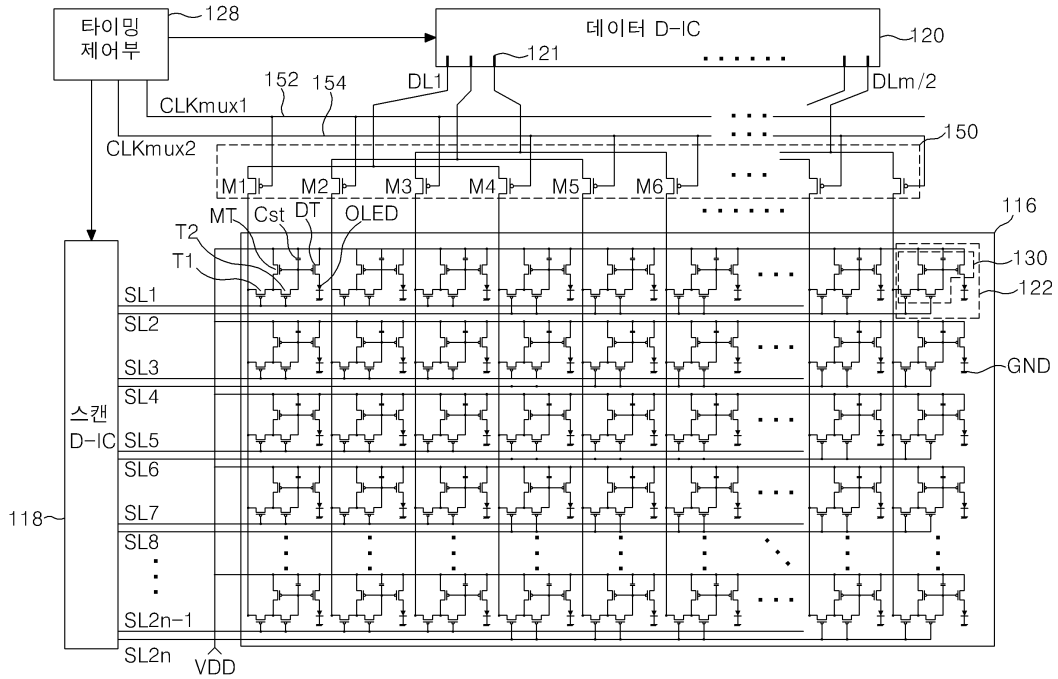 타이밍
제어부
128
데이터 D-IC
120
121
DL1
DLm/2
152
154
CLKmux1
CLKmux2
150
M1
M2
M3
M4
M5
M6
MT
Cst
DT
OLED
116
T2
T1
130
122
SL1
SL2
SL3
GND
SL4
스캔
D-IC
SL5
SL6
118
SL7
SL8
SL2n-1
SL2n
VDD